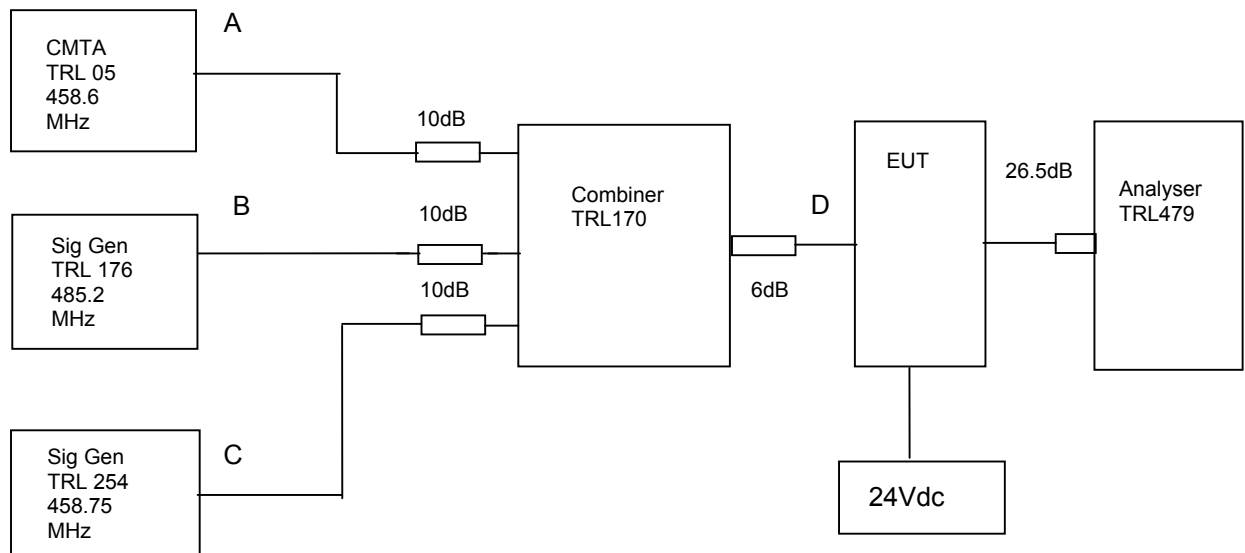 A
CMTA
TRL 05
458.6
MHz
10dB
B
Sig Gen
TRL 176
485.2
MHz
10dB
10dB
C
Sig Gen
TRL 254
458.75
MHz
Combiner
TRL170
6dB
D
EUT
24Vdc
26.5dB
Analyser
TRL479